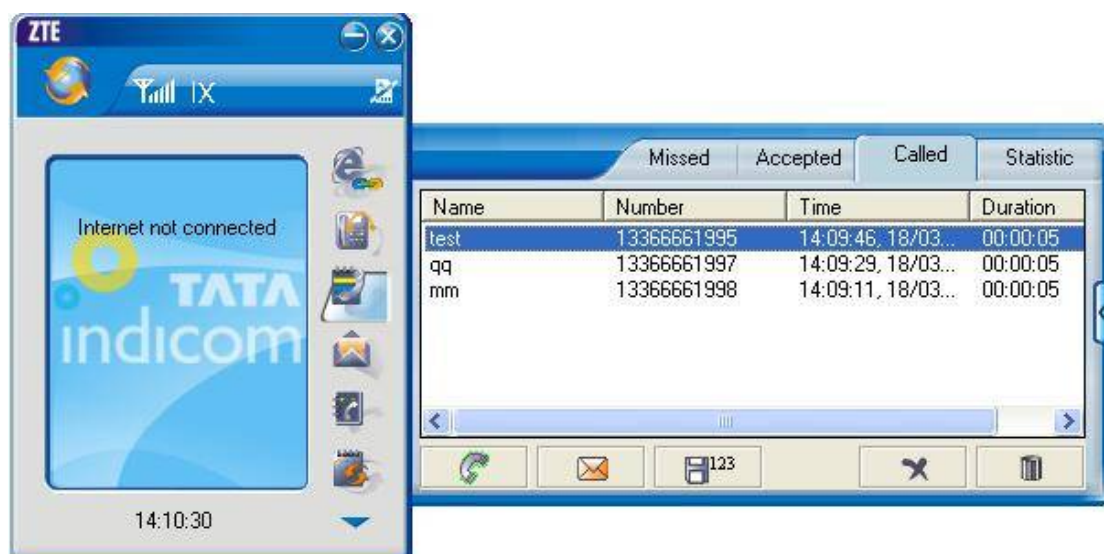 ZTE
1X
Internet not connected
TATA
indicom
14:10:30
Missed Accepted Called Statistic
Name Number Time Duration
test 13366661995 14:09:46, 18/03... 00:00:05
qq 13366661997 14:09:29, 18/03... 00:00:05
mm 13366661998 14:09:11, 18/03... 00:00:05
123